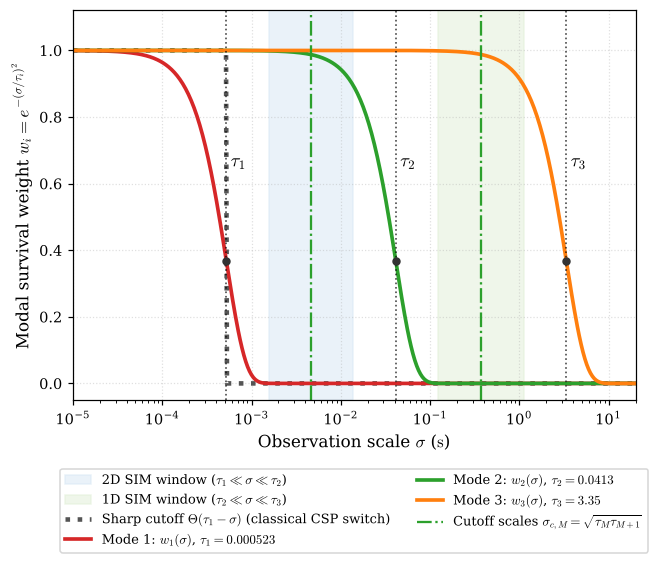 Modal survival weight w_i = e^{-(σ/τ_i)^2}
1.0
0.8
0.6
0.4
0.2
0.0
τ_1
τ_2
τ_3
10^{-5}
10^{-4}
10^{-3}
10^{-2}
10^{-1}
10^0
10^1
Observation scale σ (s)
2D SIM window (τ_1 ≪ σ ≪ τ_2)
1D SIM window (τ_2 ≪ σ ≪ τ_3)
Sharp cutoff Θ(τ_1 − σ) (classical CSP switch)
Mode 1: w_1(σ), τ_1 = 0.000523
Mode 2: w_2(σ), τ_2 = 0.0413
Mode 3: w_3(σ), τ_3 = 3.35
Cutoff scales σ_{c,M} = √(τ_M τ_{M+1})